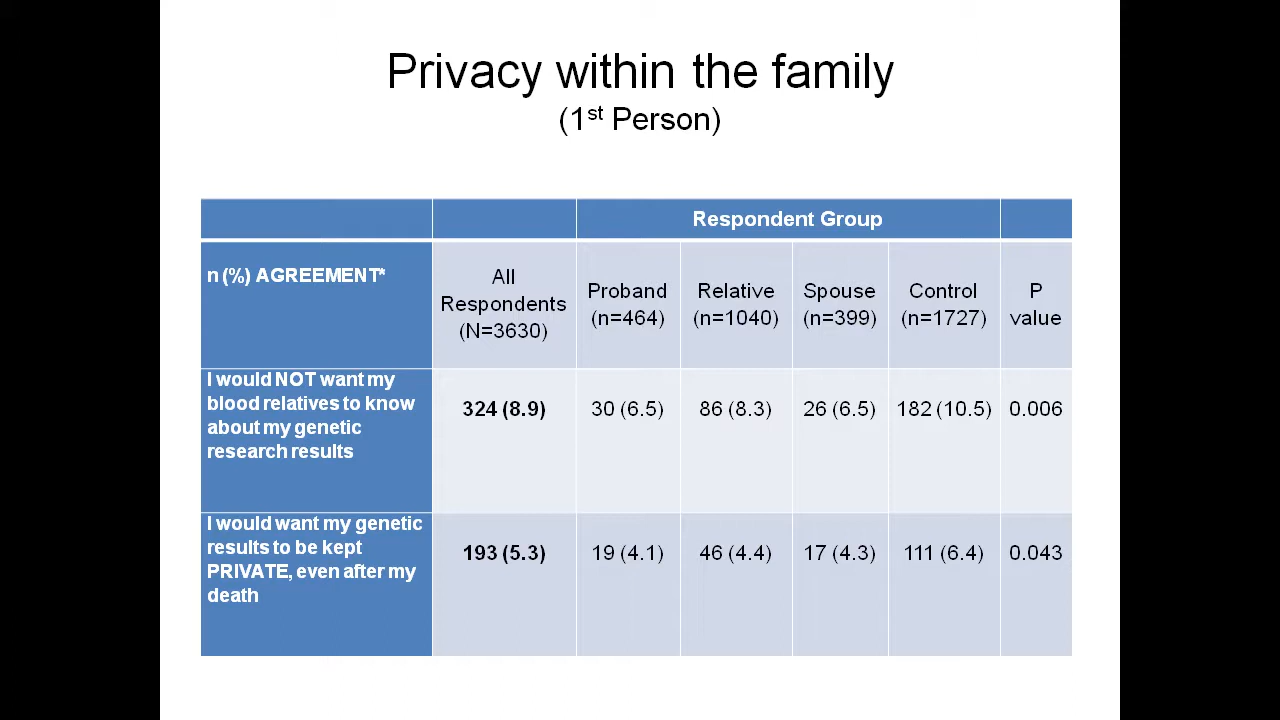 Privacy within the family
(1st Person)
Respondent Group
n (%) AGREEMENT*
All
Respondents
(N=3630)
Proband
(n=464)
Relative
(n=1040)
Spouse
(n=399)
Control
(n=1727)
P
value
I would NOT want my
blood relatives to know
about my genetic
research results
324 (8.9)
30 (6.5)
86 (8.3)
26 (6.5)
182 (10.5)
0.006
I would want my genetic
results to be kept
PRIVATE, even after my
death
193 (5.3)
19 (4.1)
46 (4.4)
17 (4.3)
111 (6.4)
0.043